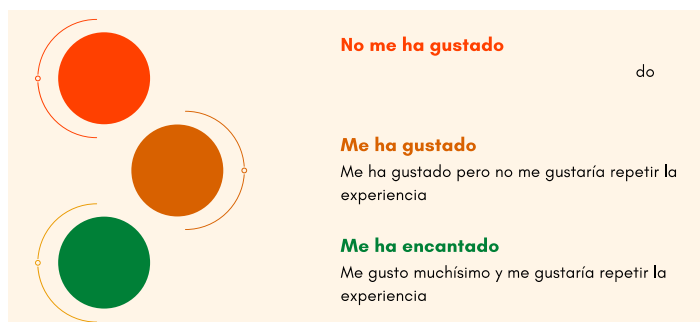 No me ha gustado
do
Me ha gustado
Me ha gustado pero no me gustaría repetir la
experiencia
Me ha encantado
Me gusto muchísimo y me gustaría repetir la
experiencia